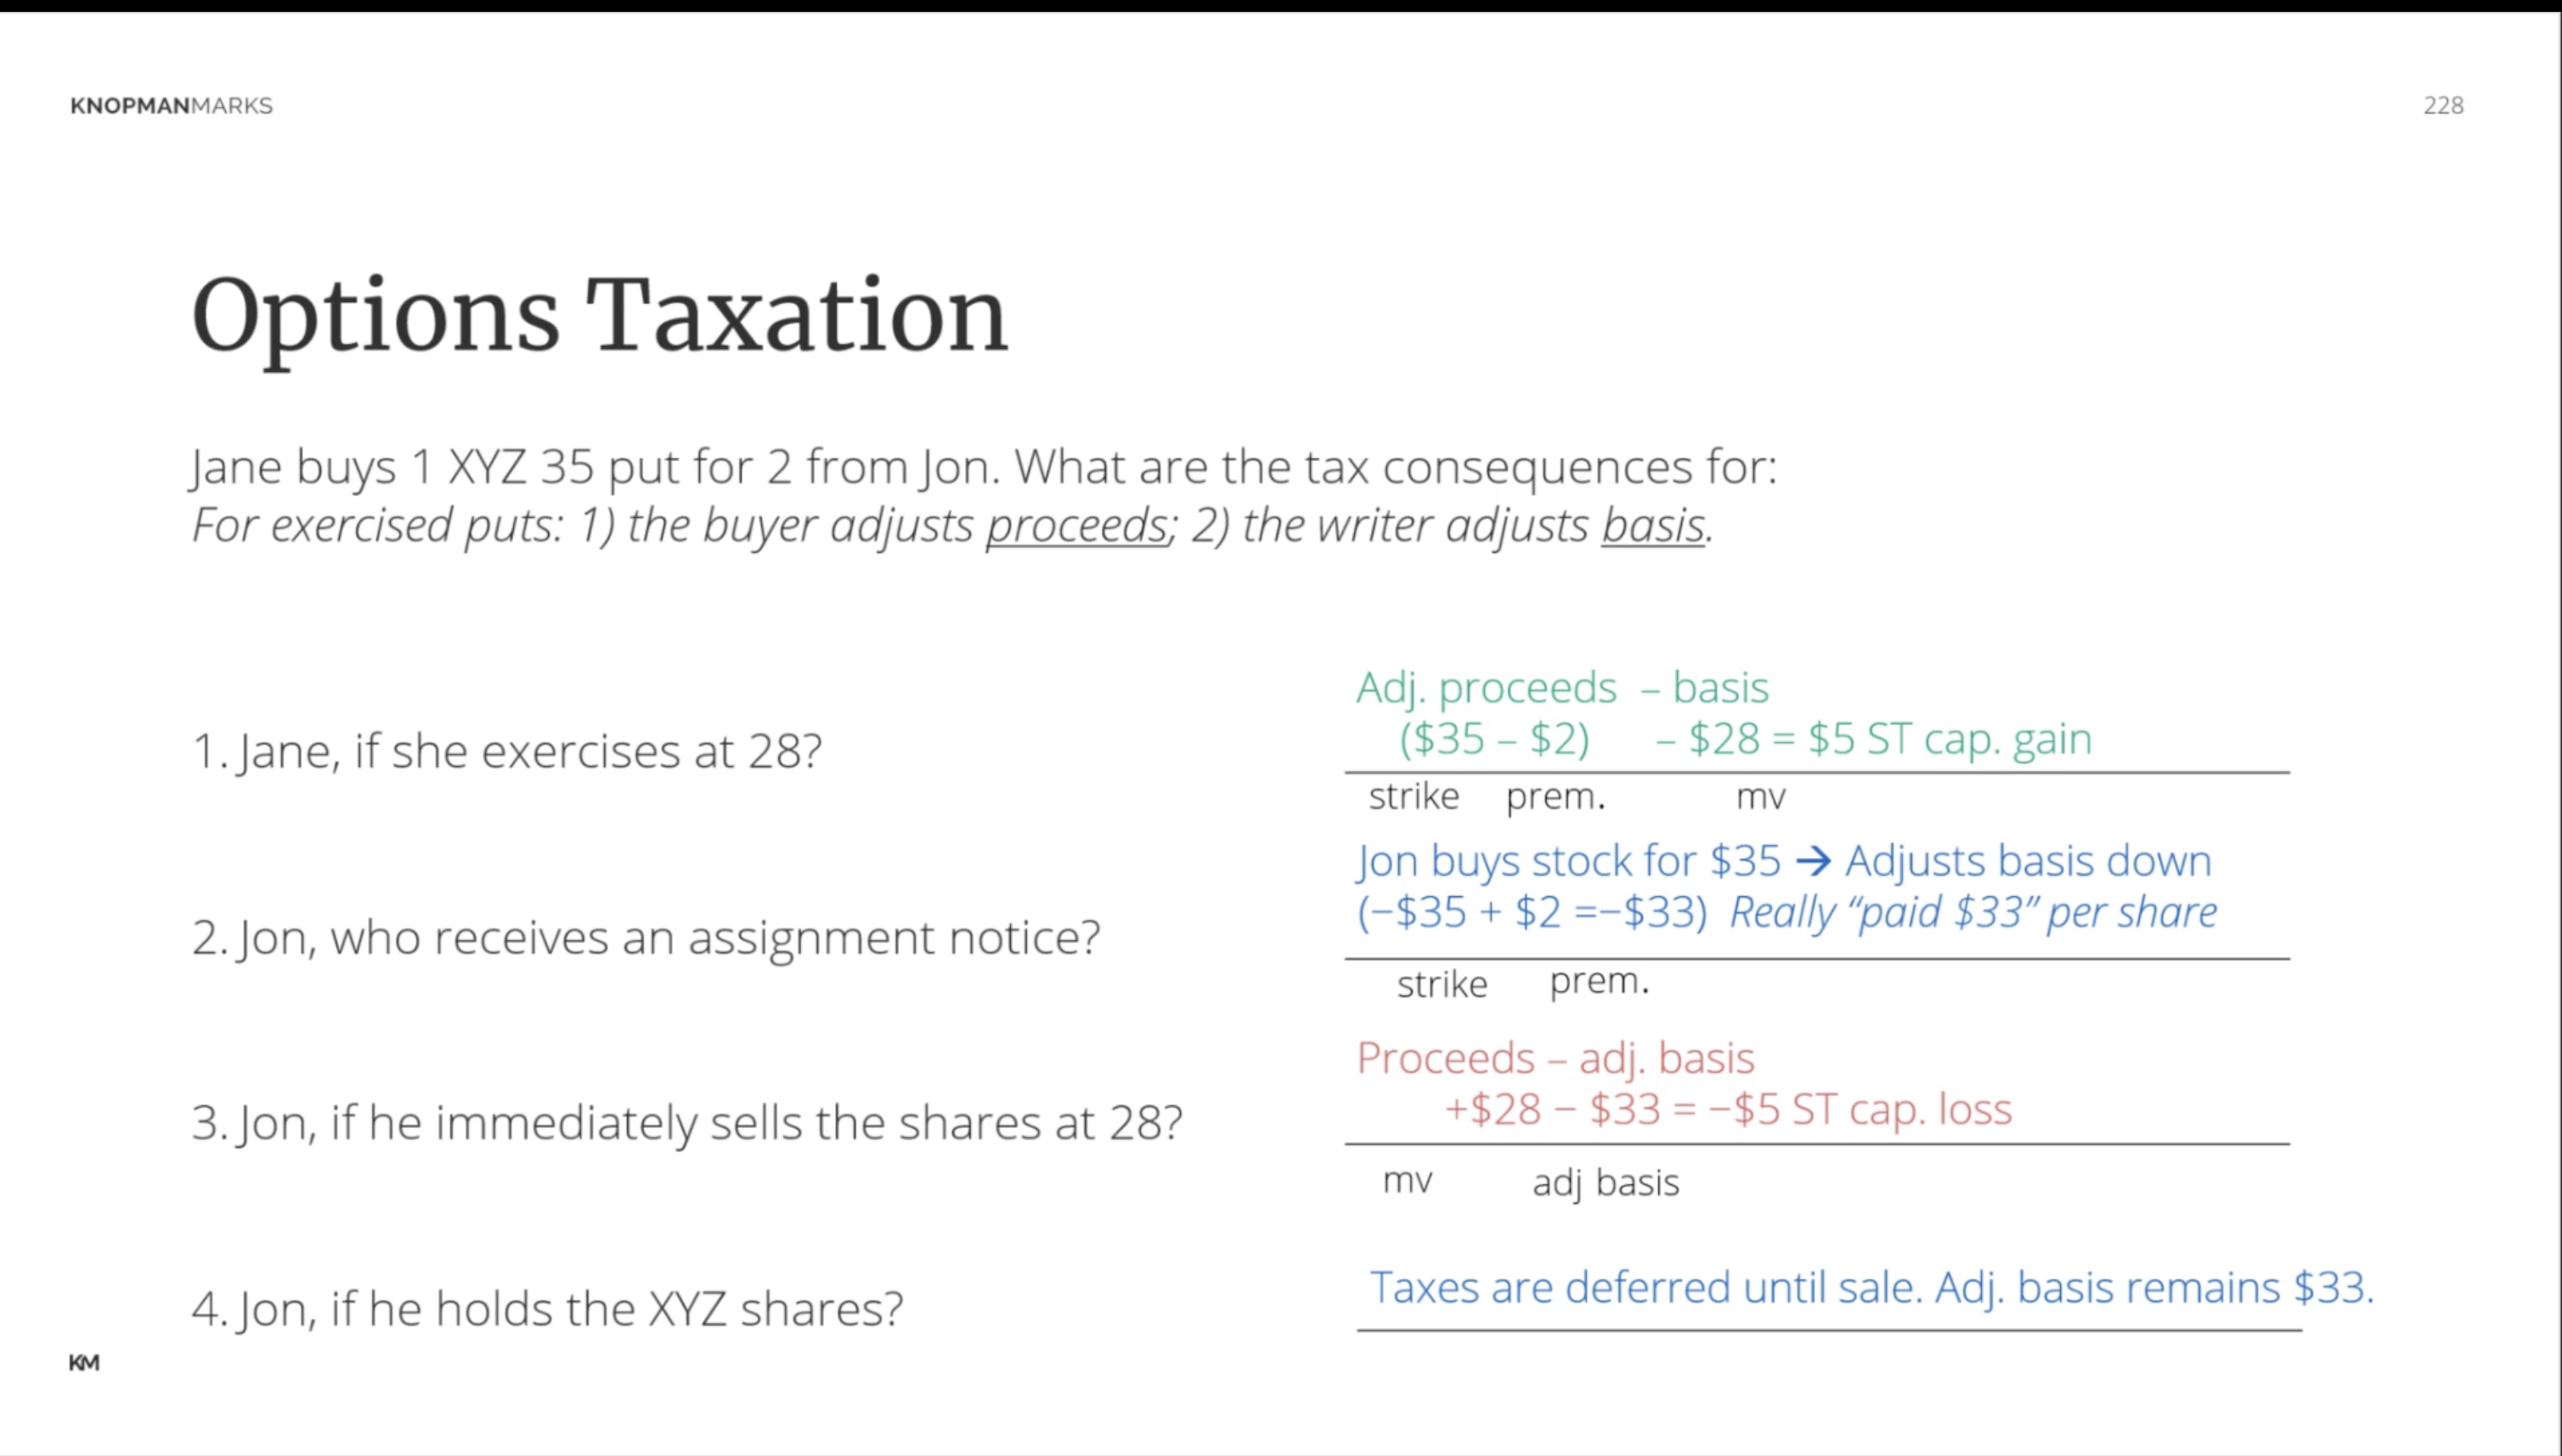 KNOPMANMARKS
228
Options Taxation
Jane buys 1 XYZ 35 put for 2 from Jon. What are the tax consequences for:
For exercised puts: 1) the buyer adjusts proceeds; 2) the writer adjusts basis.
1. Jane, if she exercises at 28?
Adj. proceeds – basis
($35 – $2) – $28 = $5 ST cap. gain
strike prem. mv
2. Jon, who receives an assignment notice?
Jon buys stock for $35 → Adjusts basis down
(–$35 + $2 =–$33) Really “paid $33” per share
strike prem.
3. Jon, if he immediately sells the shares at 28?
Proceeds – adj. basis
+$28 – $33 = –$5 ST cap. loss
mv adj basis
4. Jon, if he holds the XYZ shares?
Taxes are deferred until sale. Adj. basis remains $33.
KM